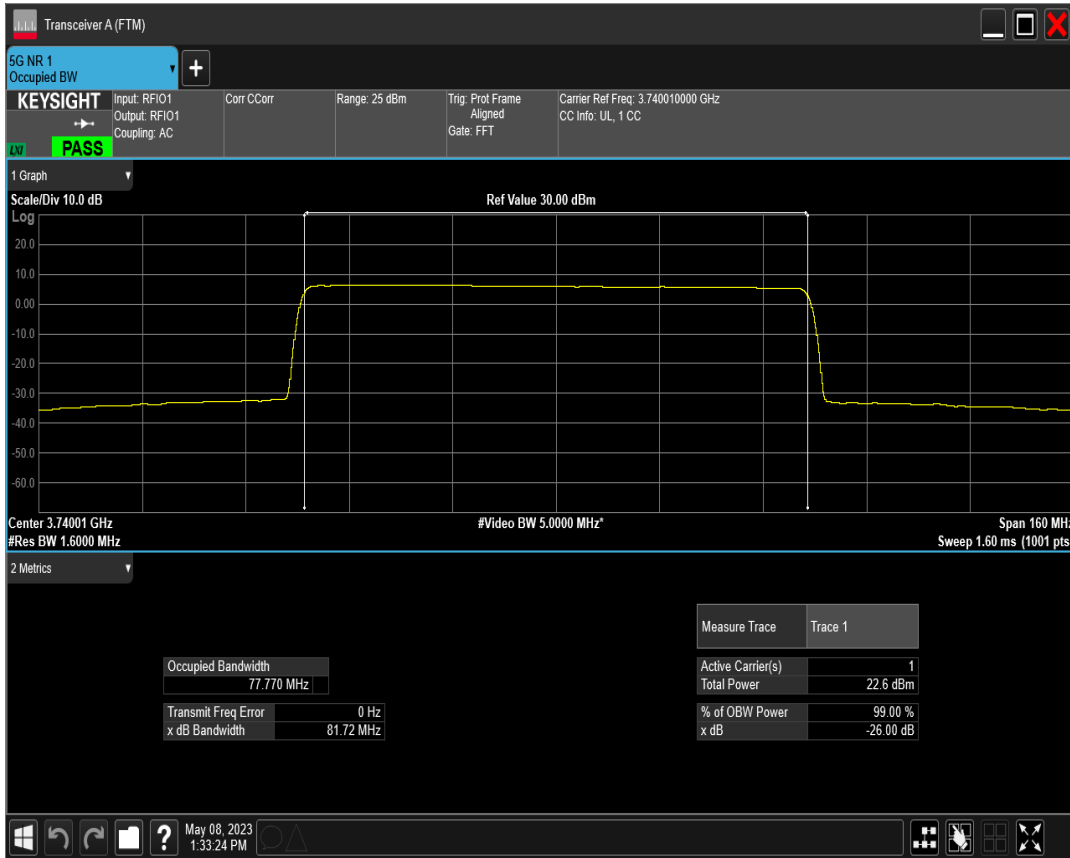 Transceiver A (FTM)
5G NR 1
Occupied BW
+
KEYSIGHT
LXI
PASS
Input: RFIO1
Output: RFIO1
Coupling: AC
Corr CCorr
Range: 25 dBm
Trig: Prot Frame
Aligned
Gate: FFT
Carrier Ref Freq: 3.740010000 GHz
CC Info: UL, 1 CC
1 Graph
Scale/Div 10.0 dB
Ref Value 30.00 dBm
Log
20.0
10.0
0.00
-10.0
-20.0
-30.0
-40.0
-50.0
-60.0
Center 3.74001 GHz
#Video BW 5.0000 MHz*
Span 160 MHz
#Res BW 1.6000 MHz
Sweep 1.60 ms (1001 pts
2 Metrics
Measure Trace Trace 1
Occupied Bandwidth
77.770 MHz
Active Carrier(s) 1
Total Power 22.6 dBm
Transmit Freq Error 0 Hz
x dB Bandwidth 81.72 MHz
% of OBW Power 99.00 %
x dB -26.00 dB
?
May 08, 2023
1:33:24 PM